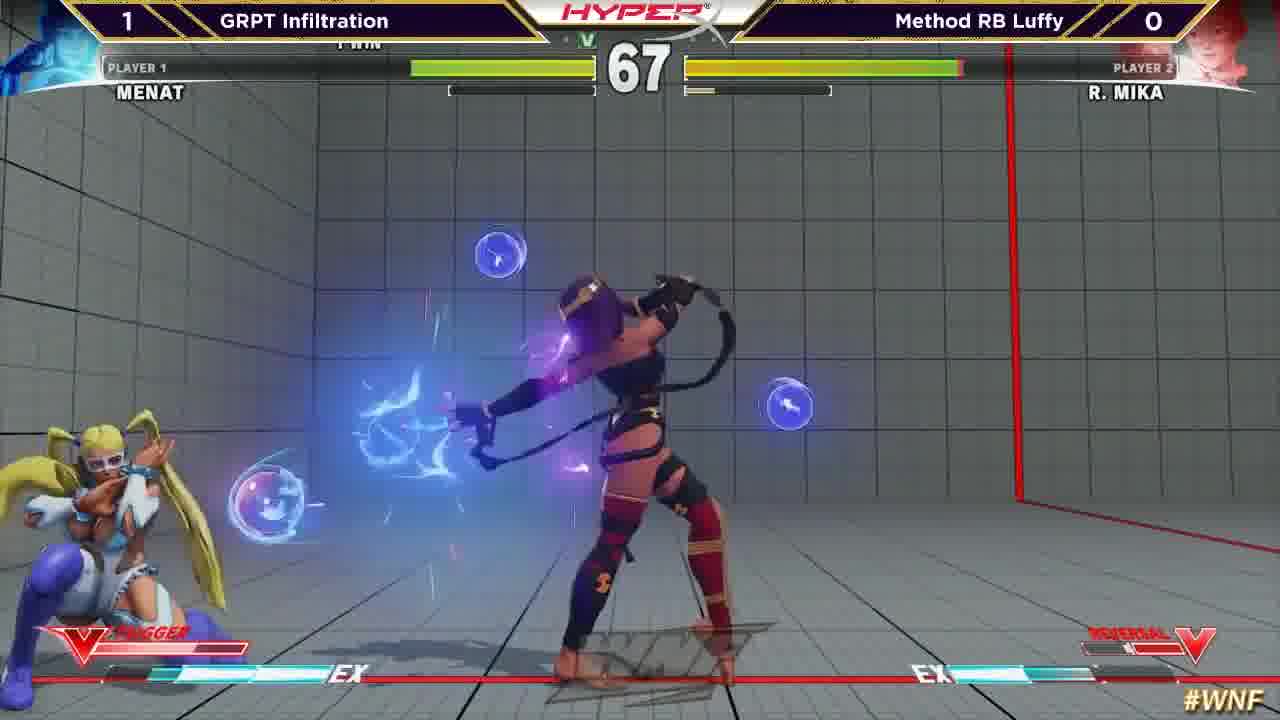 1 GRPT Infiltration HYPERX Method RB Luffy 0
1 WIN V 67
PLAYER 1 PLAYER 2
MENAT R. MIKA
V TRIGGER REVERSAL V
EX EX
#WNF